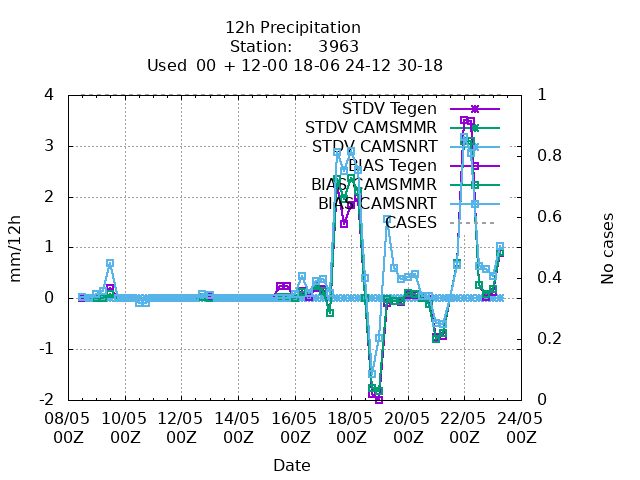 12h Precipitation
Station:     3963
Used  00 + 12-00 18-06 24-12 30-18
STDV Tegen
STDV CAMSMMR
STDV CAMSNRT
BIAS Tegen
BIAS CAMSMMR
BIAS CAMSNRT
CASES
4
3
2
1
0
-1
-2
1
0.8
0.6
0.4
0.2
0
mm/12h
No cases
08/05 10/05 12/05 14/05 16/05 18/05 20/05 22/05 24/05
00Z 00Z 00Z 00Z 00Z 00Z 00Z 00Z 00Z
Date